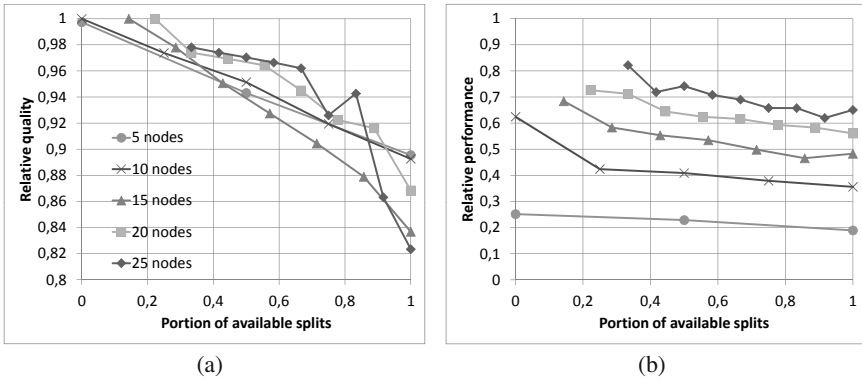 1
0,98
0,96
0,94
0,92
0,9
0,88
0,86
0,84
0,82
0,8
Relative quality
5 nodes
10 nodes
15 nodes
20 nodes
25 nodes
0 0,2 0,4 0,6 0,8 1
Portion of available splits
(a)
1
0,9
0,8
0,7
0,6
0,5
0,4
0,3
0,2
0,1
0
Relative performance
0 0,2 0,4 0,6 0,8 1
Portion of available splits
(b)